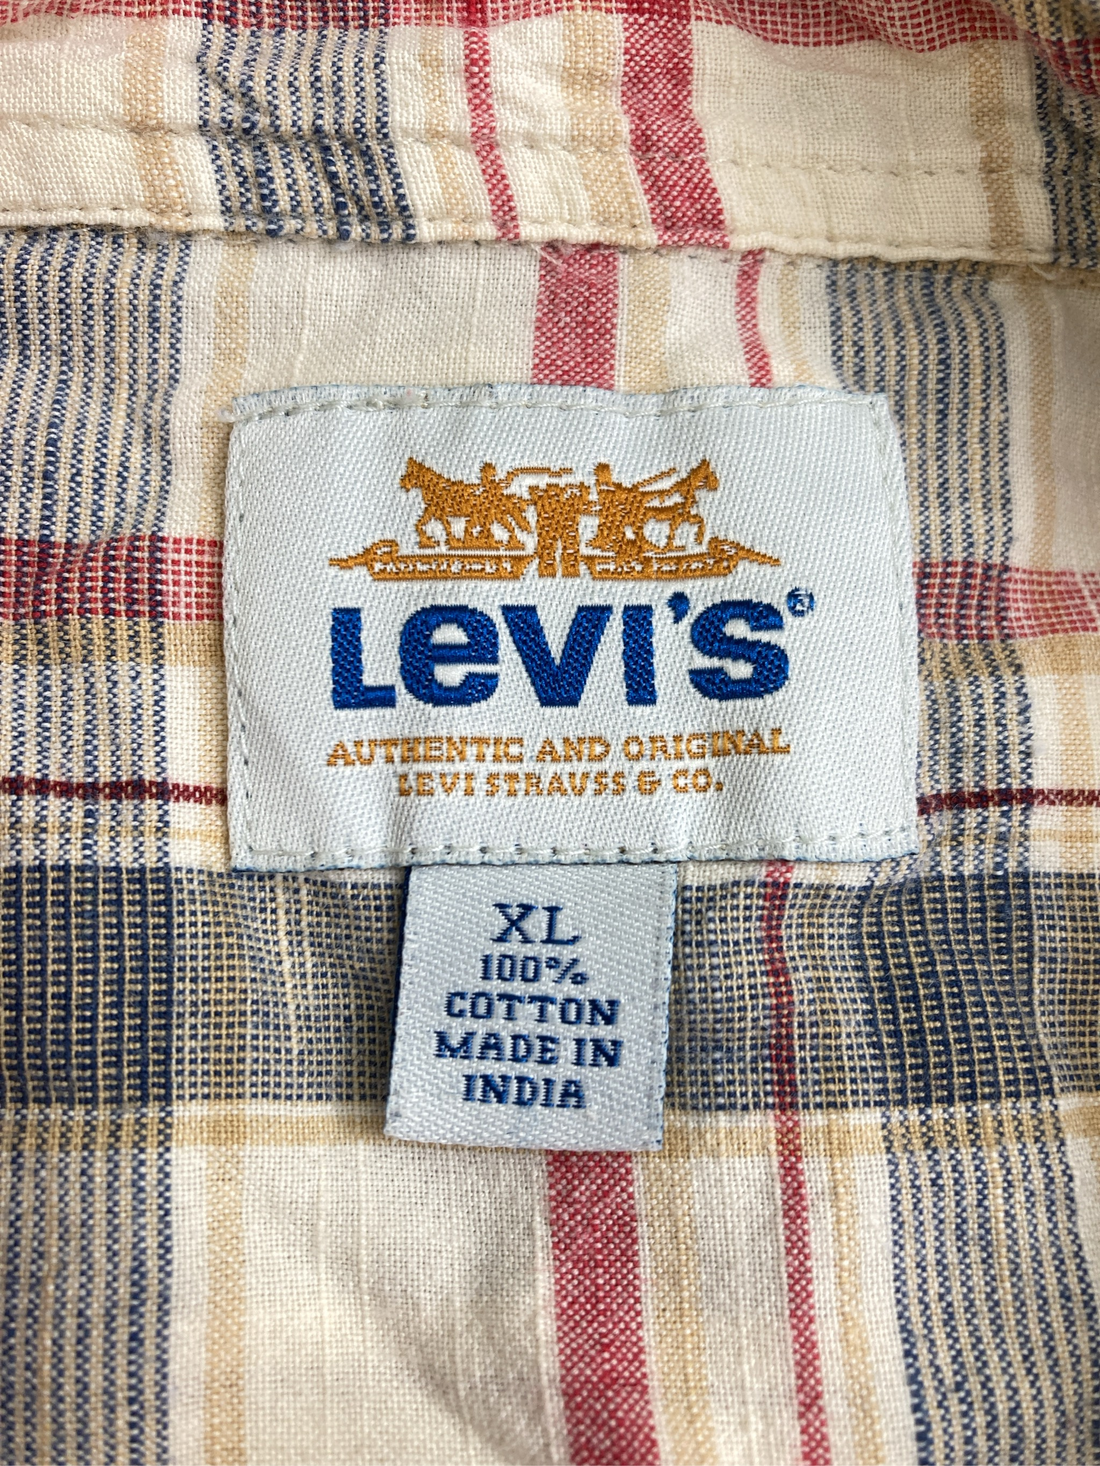 LEVI'S®
AUTHENTIC AND ORIGINAL
LEVI STRAUSS & CO.
XL
100%
COTTON
MADE IN
INDIA